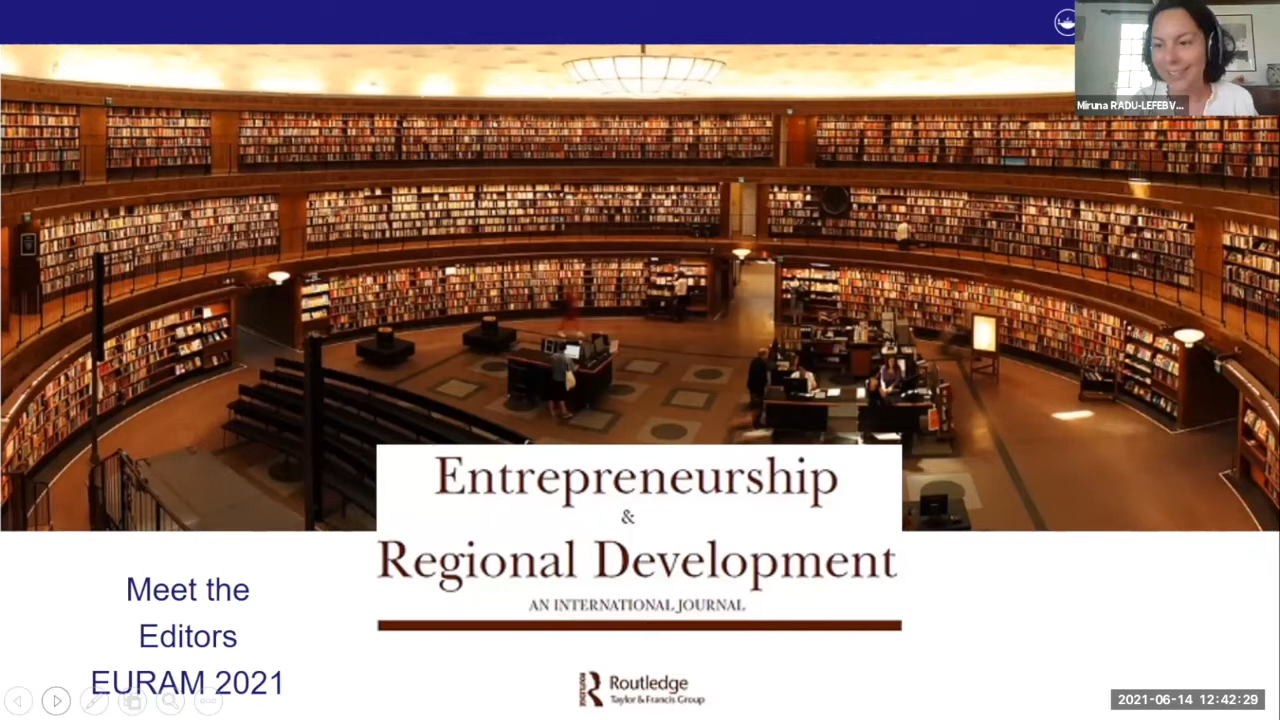 Miruna RADU-LEFEBV...
Entrepreneurship
&
Regional Development
AN INTERNATIONAL JOURNAL
Meet the
Editors
EURAM 2021
ROUTLEDGE
Routledge
Taylor & Francis Group
2021-06-14 12:42:29